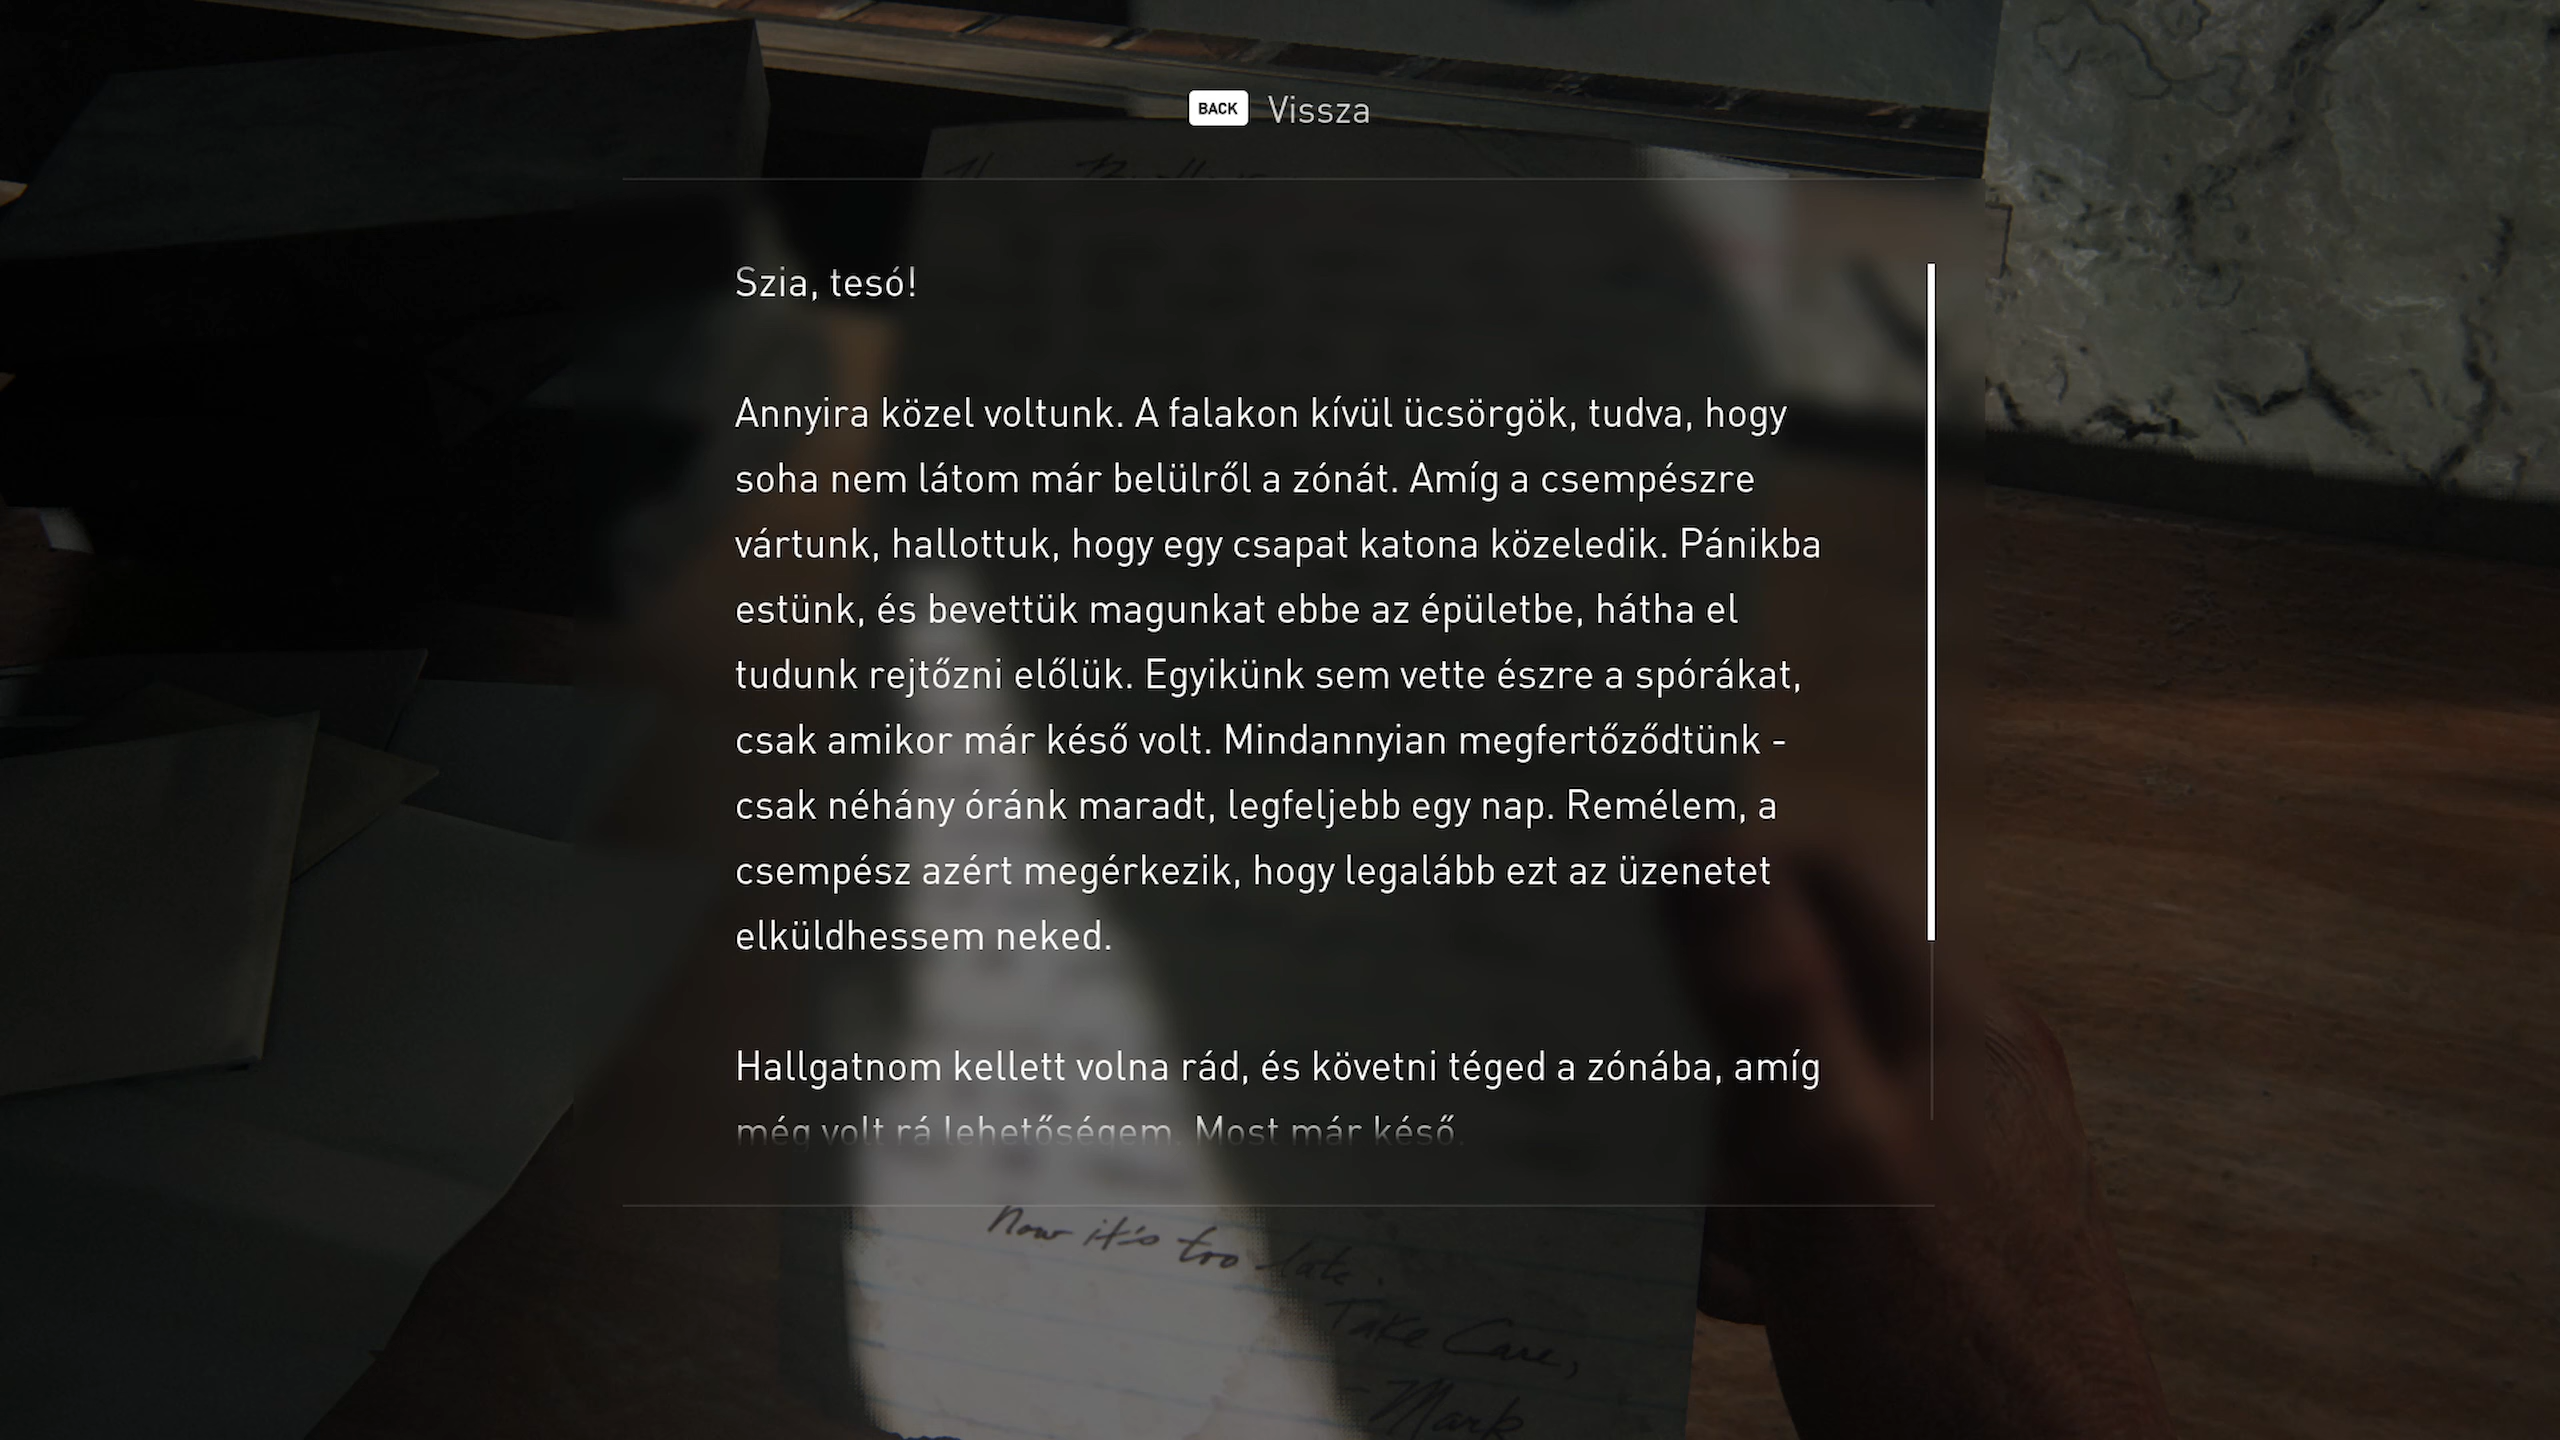 BACK Vissza
Szia, tesó!
Annyira közel voltunk. A falakon kívül ücsörgök, tudva, hogy
soha nem látom már belülről a zónát. Amíg a csempészre
vártunk, hallottuk, hogy egy csapat katona közeledik. Pánikba
estünk, és bevettük magunkat ebbe az épületbe, hátha el
tudunk rejtőzni előlük. Egyikünk sem vette észre a spórákat,
csak amikor már késő volt. Mindannyian megfertőződtünk -
csak néhány óránk maradt, legfeljebb egy nap. Remélem, a
csempész azért megérkezik, hogy legalább ezt az üzenetet
elküldhessem neked.
Hallgatnom kellett volna rád, és követni téged a zónába, amíg
még volt rá lehetőségem. Most már késő.
Now it's too late.
Take Care,
- Mark